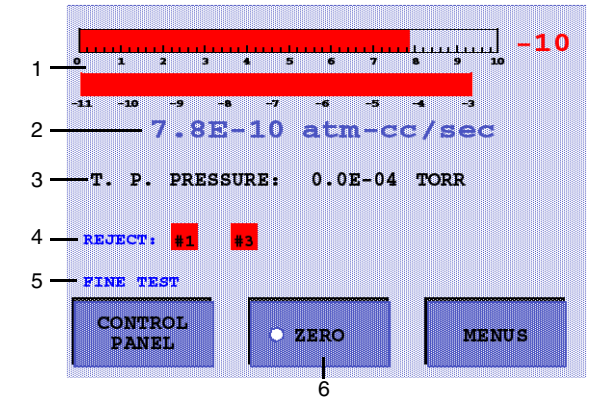 0 1 2 3 4 5 6 7 8 9 10 -10
1
-11 -10 -9 -8 -7 -6 -5 -4 -3
2 7.8E-10 atm-cc/sec
3 T. P. PRESSURE: 0.0E-04 TORR
4 REJECT: #1 #3
5 FINE TEST
CONTROL PANEL
ZERO
MENUS
6